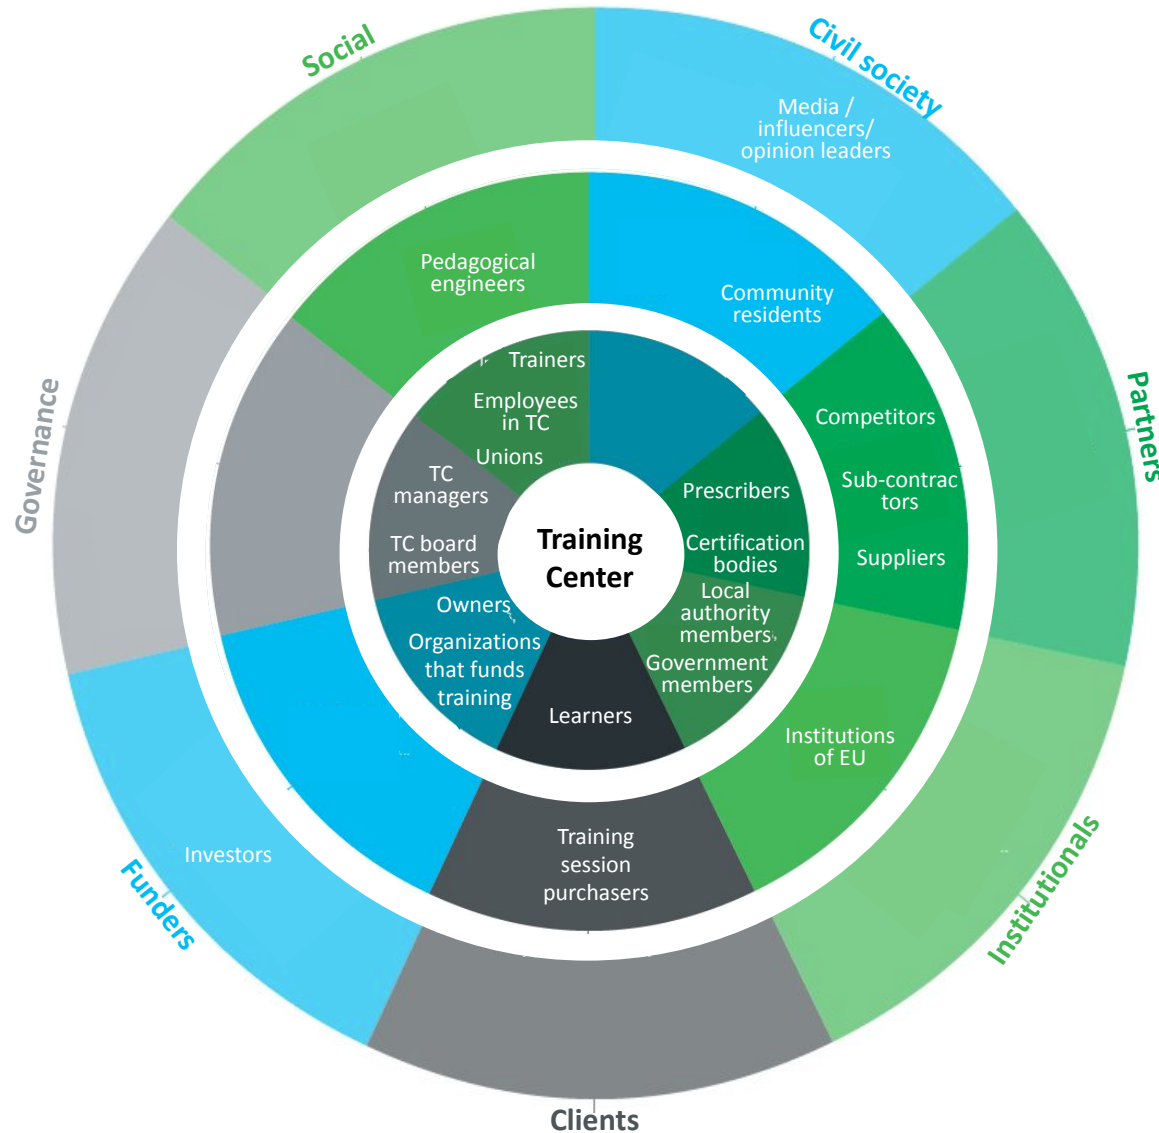 Social
Civil society
Media /
influencers/
opinion leaders
Pedagogical
engineers
Community
residents
Trainers
Employees
in TC
Unions
TC
managers
TC board
members
Governance
Partners
Competitors
Sub-contrac
tors
Suppliers
Prescribers
Certification
bodies
Training
Center
Local
authority
members
Government
members
Owners
Organizations
that funds
training
Learners
Institutions
of EU
Training
session
purchasers
Investors
Funders
Institutionals
Clients